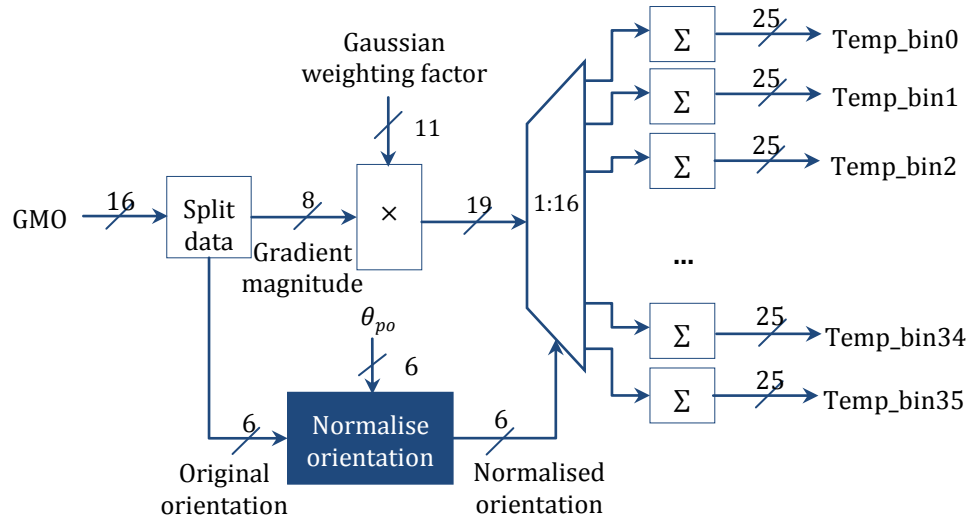 Gaussian
weighting factor
11
GMO
16
Split
data
8
Gradient
magnitude
×
19
1:16
Σ
25
Temp_bin0
Σ
25
Temp_bin1
Σ
25
Temp_bin2
...
Σ
25
Temp_bin34
Σ
25
Temp_bin35
θpo
6
6
Original
orientation
Normalise
orientation
6
Normalised
orientation